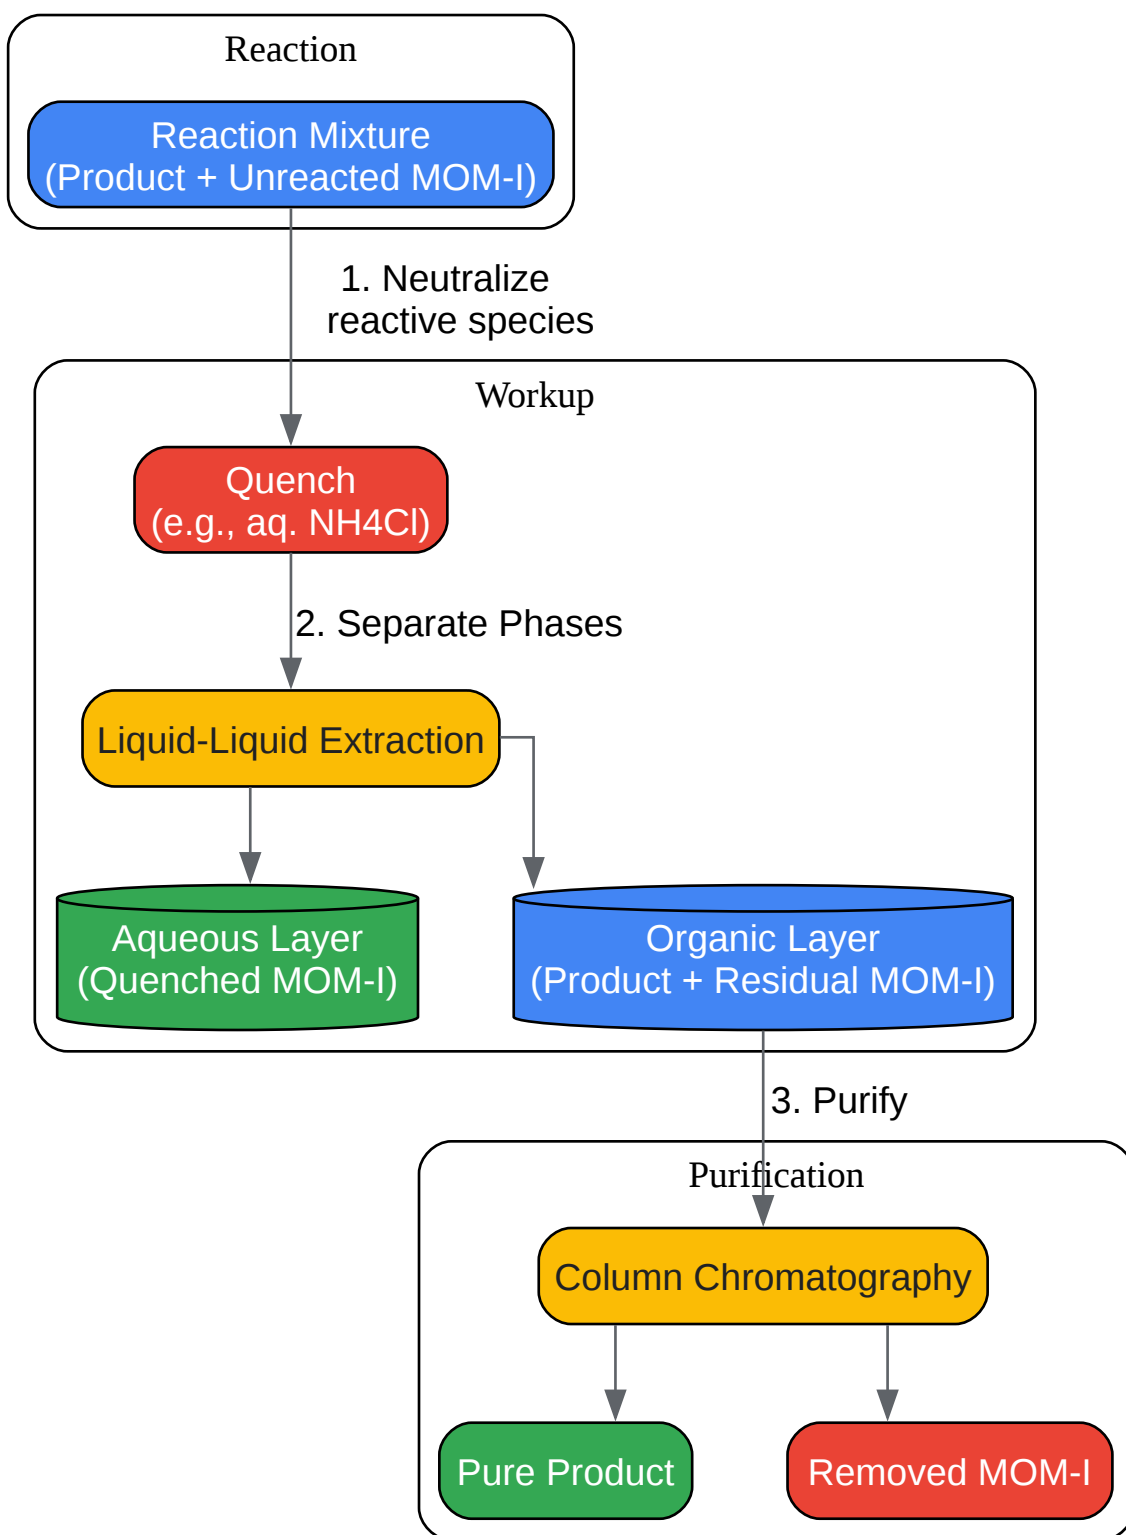 Reaction
Reaction Mixture
(Product + Unreacted MOM-I)
1. Neutralize
reactive species
Workup
Quench
(e.g., aq. NH4Cl)
2. Separate Phases
Liquid-Liquid Extraction
Aqueous Layer
(Quenched MOM-I)
Organic Layer
(Product + Residual MOM-I)
3. Purify
Purification
Column Chromatography
Pure Product
Removed MOM-I